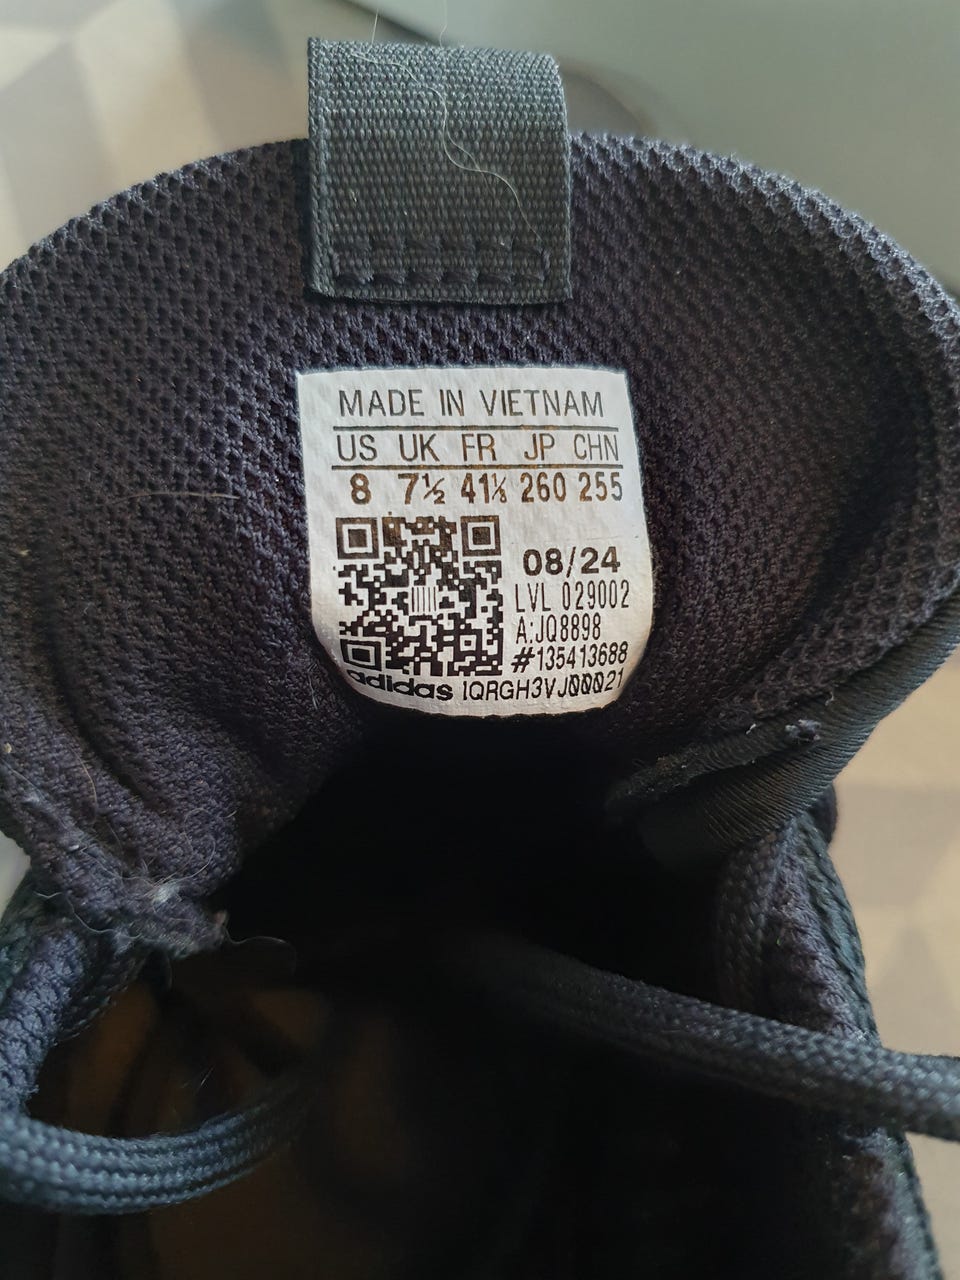 MADE IN VIETNAM
US UK FR JP CHN
8 7½ 41⅓ 260 255
08/24
LVL 029002
A:JQ8898
#135413688
adidas IQRGH3VJ00021